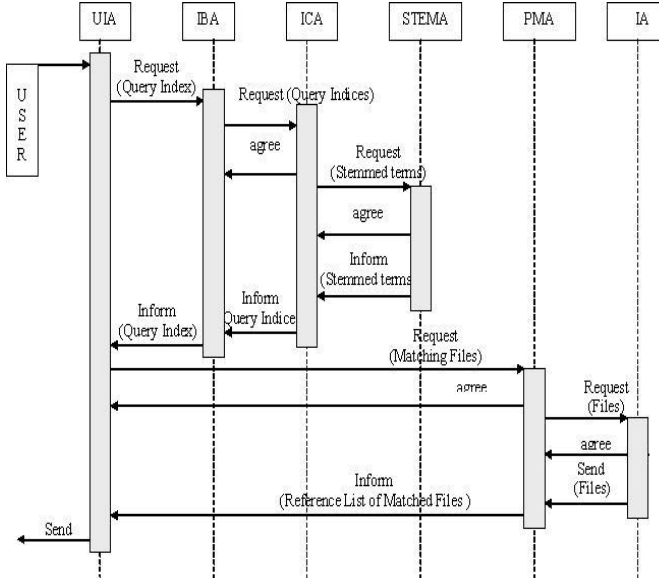 UIA IBA ICA STEMA PMA IA
U
S
E
R
Request
(Query Index)
Request (Query Indices)
agree
Request
(Stemmed terms)
agree
Inform
(Stemmed terms
Inform
Query Indice
Inform
(Query Index)
Request
(Matching Files)
agree
Request
(Files)
agree
Send
(Files)
Inform
(Reference List of Matched Files )
Send